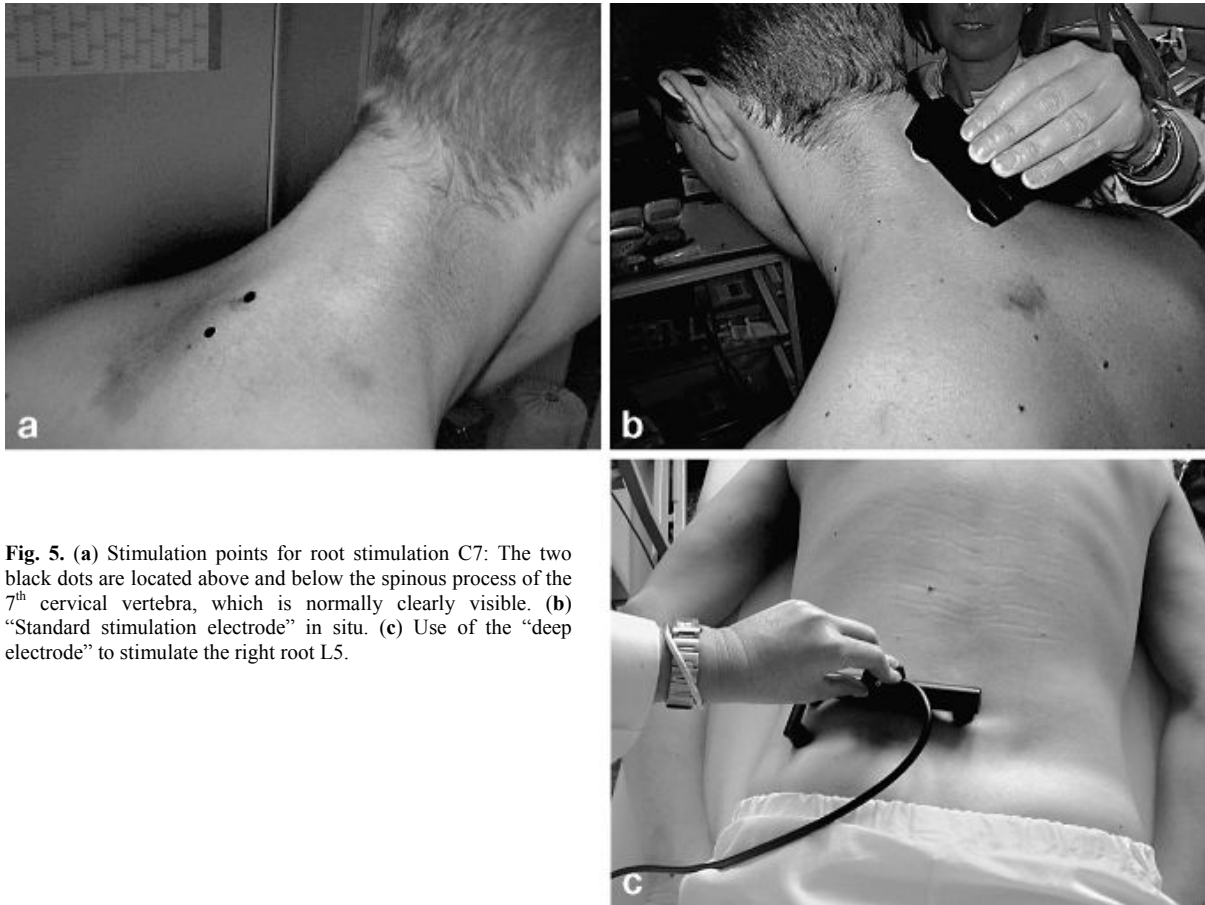 a
b
Fig. 5. (a) Stimulation points for root stimulation C7: The two
black dots are located above and below the spinous process of the
7th cervical vertebra, which is normally clearly visible. (b)
“Standard stimulation electrode” in situ. (c) Use of the “deep
electrode” to stimulate the right root L5.
c